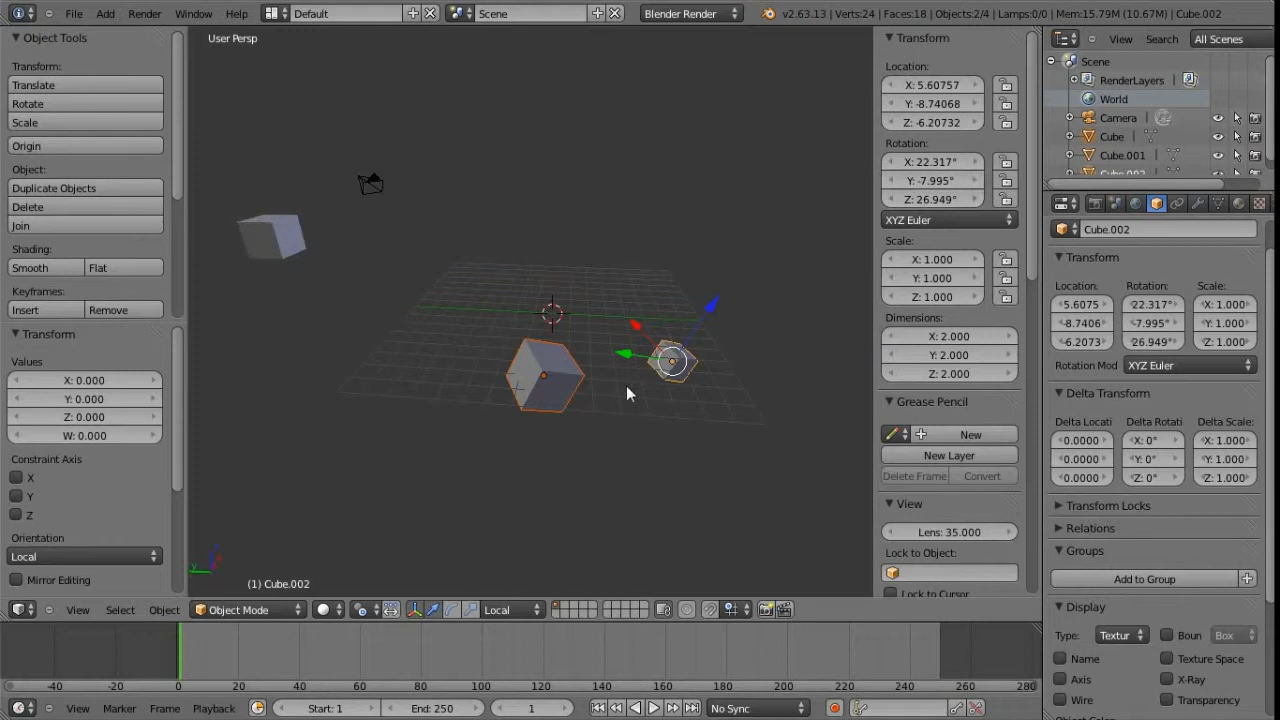 File Add Render Window Help Default Scene Blender Render v2.63.13 | Verts:24 | Faces:18 | Objects:2/4 | Lamps:0/0 | Mem:15.79M (10.67M) | Cube.002
Object Tools
Transform:
Translate
Rotate
Scale
Origin
Object:
Duplicate Objects
Delete
Join
Shading:
Smooth Flat
Keyframes:
Insert Remove
Transform
Values
X: 0.000
Y: 0.000
Z: 0.000
W: 0.000
Constraint Axis
X
Y
Z
Orientation
Local
Mirror Editing
User Persp
(1) Cube.002
Transform
Location:
X: 5.60757
Y: -8.74068
Z: -6.20732
Rotation:
X: 22.317°
Y: -7.995°
Z: 26.949°
XYZ Euler
Scale:
X: 1.000
Y: 1.000
Z: 1.000
Dimensions:
X: 2.000
Y: 2.000
Z: 2.000
Grease Pencil
New
New Layer
Delete Frame Convert
View
Lens: 35.000
Lock to Object:
Lock to Cursor
View Search All Scenes
Scene
RenderLayers
World
Camera
Cube
Cube.001
Cube.002
Cube.002
Transform
Location: Rotation: Scale:
5.6075 22.317° X: 1.000
-8.7406 -7.995° Y: 1.000
-6.2073 26.949° Z: 1.000
Rotation Mod XYZ Euler
Delta Transform
Delta Locati Delta Rotati Delta Scale:
0.0000 X: 0° X: 1.000
0.0000 Y: 0° Y: 1.000
0.0000 Z: 0° Z: 1.000
Transform Locks
Relations
Groups
Add to Group
Display
Type: Textur Boun Box
Name Texture Space
Axis X-Ray
Wire Transparency
View Select Object Object Mode Local
-40 -20 0 20 40 60 80 100 120 140 160 180 200 220 240 260 280
View Marker Frame Playback Start: 1 End: 250 1 No Sync